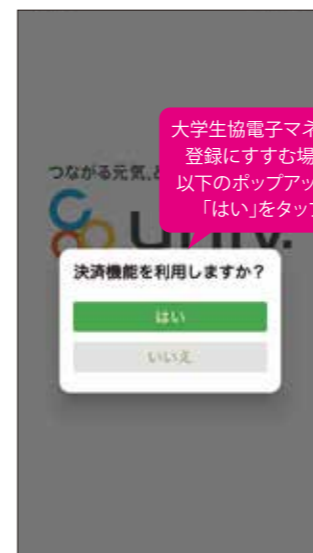 大学生協電子マネ
登録にすすむ場
以下のポップアッ
「はい」をタップ
つながる元気、
unity.
決済機能を利用しますか？
はい
いいえ